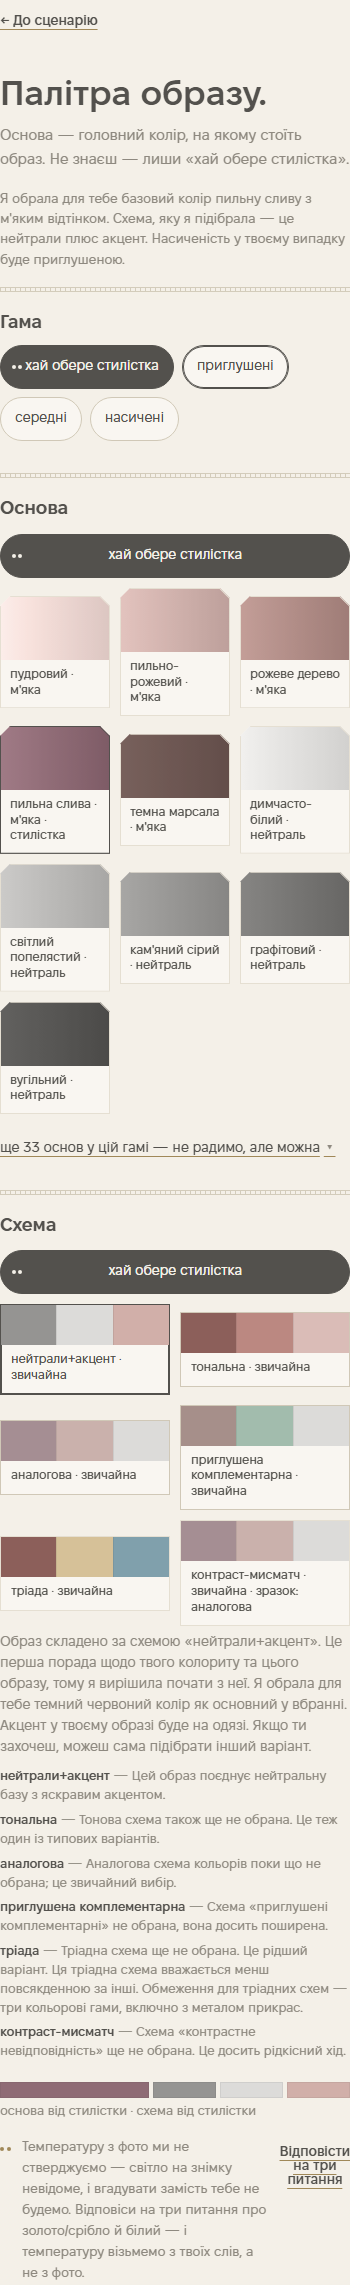 ← До сценарію
Палітра образу.
Основа — головний колір, на якому стоїть
образ. Не знаєш — лиши «хай обере стилістка».
Я обрала для тебе базовий колір пильну сливу з
м'яким відтінком. Схема, яку я підібрала — це
нейтрали плюс акцент. Насиченість у твоєму випадку
буде приглушеною.
Гама
хай обере стилістка
приглушені
середні
насичені
Основа
хай обере стилістка
пудровий ·
м'яка
пильно-
рожевий ·
м'яка
рожеве дерево
· м'яка
пильна слива ·
м'яка ·
стилістка
темна марсала
· м'яка
димчасто-
білий ·
нейтраль
світлий
попелястий ·
нейтраль
кам'яний сірий
· нейтраль
графітовий ·
нейтраль
вугільний ·
нейтраль
ще 33 основ у цій гамі — не радимо, але можна ▾
Схема
хай обере стилістка
нейтрали+акцент ·
звичайна
тональна · звичайна
аналогова · звичайна
приглушена
комплементарна ·
звичайна
тріада · звичайна
контраст-мисматч ·
звичайна · зразок:
аналогова
Образ складено за схемою «нейтрали+акцент». Це
перша порада щодо твого колориту та цього
образу, тому я вирішила почати з неї. Я обрала для
тебе темний червоний колір як основний у вбранні.
Акцент у твоєму образі буде на одязі. Якщо ти
захочеш, можеш сама підібрати інший варіант.
нейтрали+акцент — Цей образ поєднує нейтральну
базу з яскравим акцентом.
тональна — Тонова схема також ще не обрана. Це теж
один із типових варіантів.
аналогова — Аналогова схема кольорів поки що не
обрана; це звичайний вибір.
приглушена комплементарна — Схема «приглушені
комплементарні» не обрана, вона досить поширена.
тріада — Тріадна схема ще не обрана. Це рідший
варіант. Ця тріадна схема вважається менш
повсякденною за інші. Обмеження для тріадних схем —
три кольорові гами, включно з металом прикрас.
контраст-мисматч — Схема «контрастне
невідповідність» ще не обрана. Це досить рідкісний хід.
основа від стилістки · схема від стилістки
Температуру з фото ми не
стверджуємо — світло на знімку
невідоме, і вгадувати замість тебе не
будемо. Відповіси на три питання про
золото/срібло й білий — і
температуру візьмемо з твоїх слів, а
не з фото.
Відповісти
на три
питання